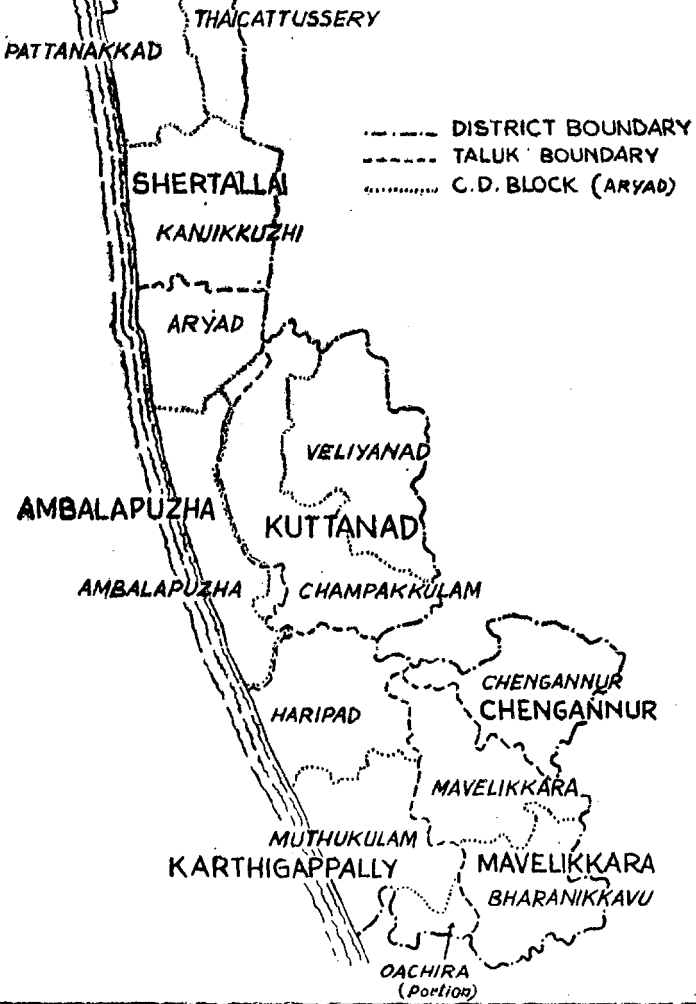 THAICATTUSSERY
PATTANAKKAD
DISTRICT BOUNDARY
TALUK BOUNDARY
C.D. BLOCK (ARYAD)
SHERTALLAI
KANJIKKUZHI
ARYAD
VELIYANAD
AMBALAPUZHA
KUTTANAD
AMBALAPUZHA
CHAMPAKKULAM
CHENGANNUR
CHENGANNUR
HARIPAD
MAVELIKKARA
MUTHUKULAM
KARTHIGAPPALLY
MAVELIKKARA
BHARANIKKAVU
OACHIRA
(Portion)